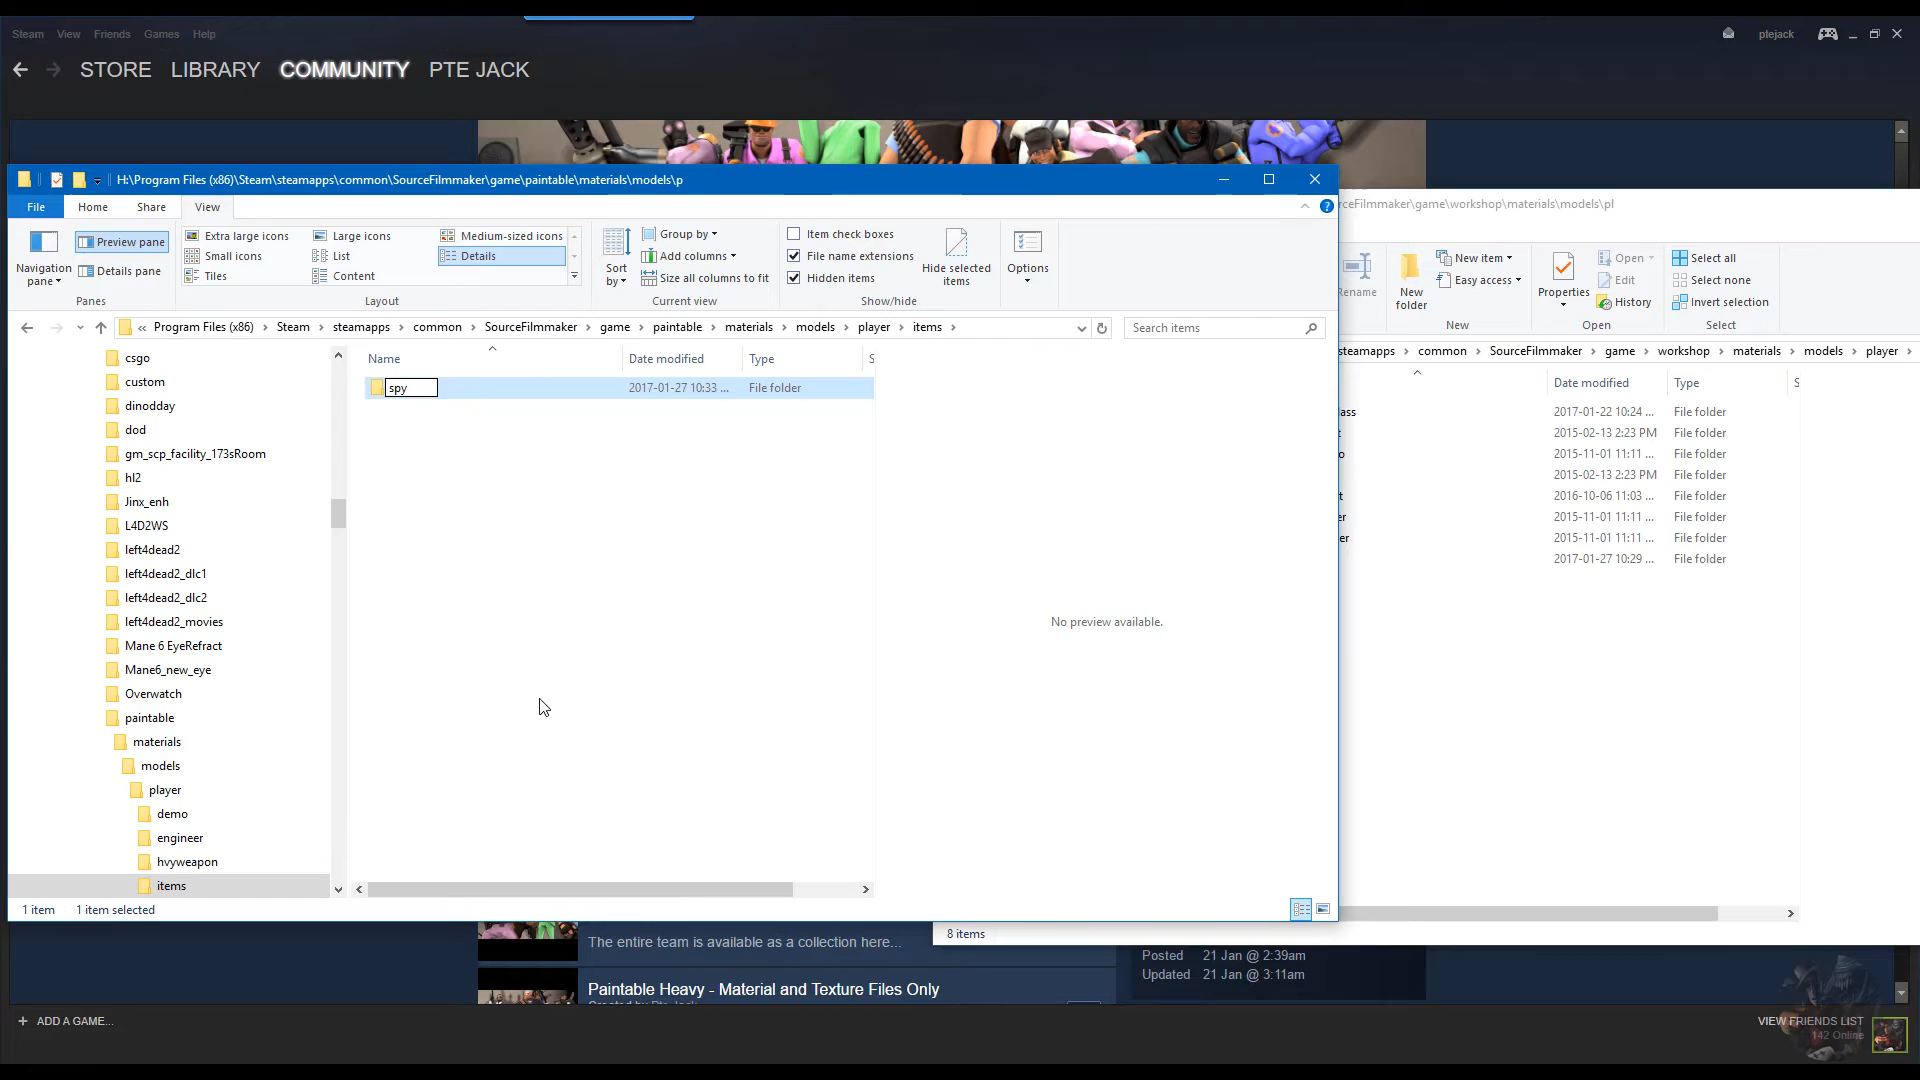 Steam View Friends Games Help ptejack
STORE LIBRARY COMMUNITY PTE JACK
H:\Program Files (x86)\Steam\steamapps\common\SourceFilmmaker\game\paintable\materials\models\p
File Home Share View
Navigation pane
Preview pane
Details pane
Panes
Extra large icons Large icons Medium-sized icons
Small icons List Details
Tiles Content
Layout
Sort by
Group by
Add columns
Size all columns to fit
Current view
Item check boxes
File name extensions
Hidden items
Hide selected items
Show/hide
Options
« Program Files (x86) > Steam > steamapps > common > SourceFilmmaker > game > paintable > materials > models > player > items >
Search items
Name Date modified Type S
spy 2017-01-27 10:33 ... File folder
csgo
custom
dinodday
dod
gm_scp_facility_173sRoom
hl2
Jinx_enh
L4D2WS
left4dead2
left4dead2_dlc1
left4dead2_dlc2
left4dead2_movies
Mane 6 EyeRefract
Mane6_new_eye
Overwatch
paintable
materials
models
player
demo
engineer
hvyweapon
items
No preview available.
1 item 1 item selected
rceFilmmaker\game\workshop\materials\models\pl
ename
New folder
New item
Easy access
New
Properties
Open
Edit
History
Open
Select all
Select none
Invert selection
Select
steamapps > common > SourceFilmmaker > game > workshop > materials > models > player >
Date modified Type S
ass 2017-01-22 10:24 ... File folder
t 2015-02-13 2:23 PM File folder
o 2015-11-01 11:11 ... File folder
2015-02-13 2:23 PM File folder
t 2016-10-06 11:03 ... File folder
er 2015-11-01 11:11 ... File folder
er 2015-11-01 11:11 ... File folder
2017-01-27 10:29 ... File folder
8 items
The entire team is available as a collection here...
Paintable Heavy - Material and Texture Files Only
Posted 21 Jan @ 2:39am
Updated 21 Jan @ 3:11am
+ ADD A GAME...
VIEW FRIENDS LIST
142 Online